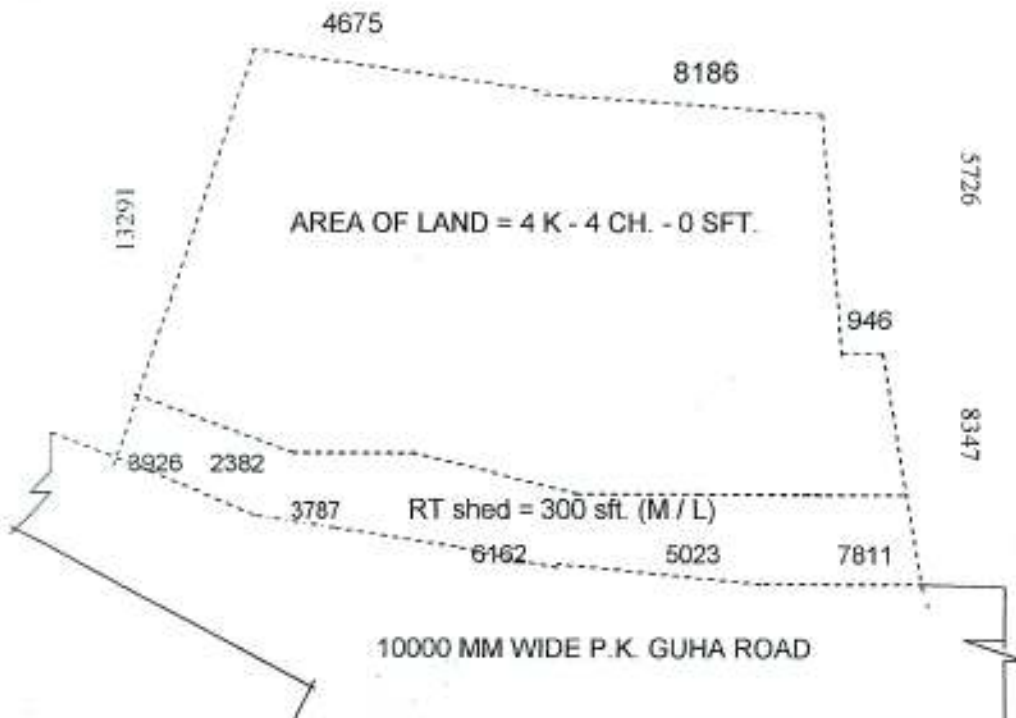 4675
8186
5726
13291
AREA OF LAND = 4 K - 4 CH. - 0 SFT.
946
8347
3926 2382
3787
RT shed = 300 sft. (M / L)
6162 5023 7811
10000 MM WIDE P.K. GUHA ROAD